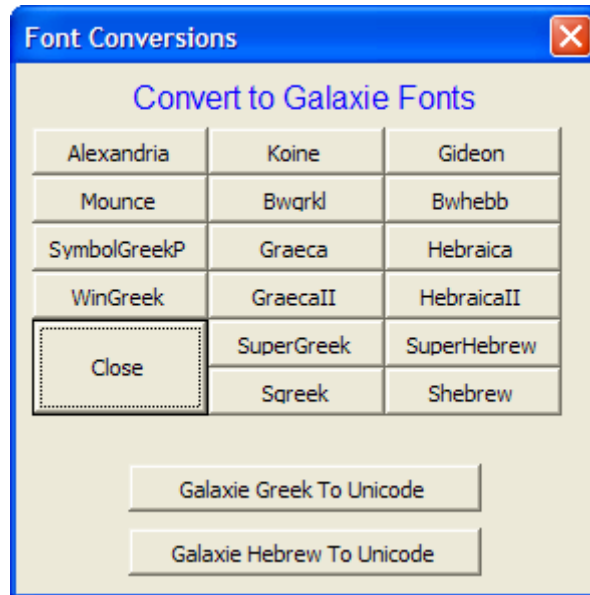 Font Conversions
Convert to Galaxie Fonts
Alexandria Koine Gideon
Mounce Bwgrkl Bwhebb
SymbolGreekP Graeca Hebraica
WinGreek GraecaII HebraicaII
Close SuperGreek SuperHebrew
Sgreek Shebrew
Galaxie Greek To Unicode
Galaxie Hebrew To Unicode